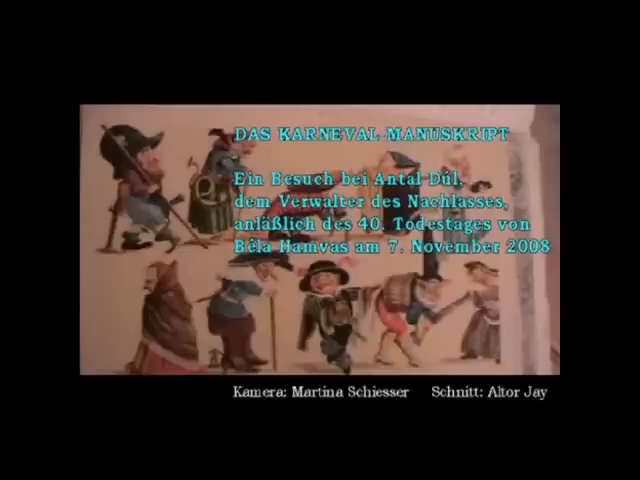 DAS KARNEVAL-MANUSKRIPT
Ein Besuch bei Antal Dúl,
dem Verwalter des Nachlasses,
anläßlich des 40. Todestages von
Béla Hamvas am 7. November 2008
Kamera: Martina Schiesser Schnitt: Altor Jay